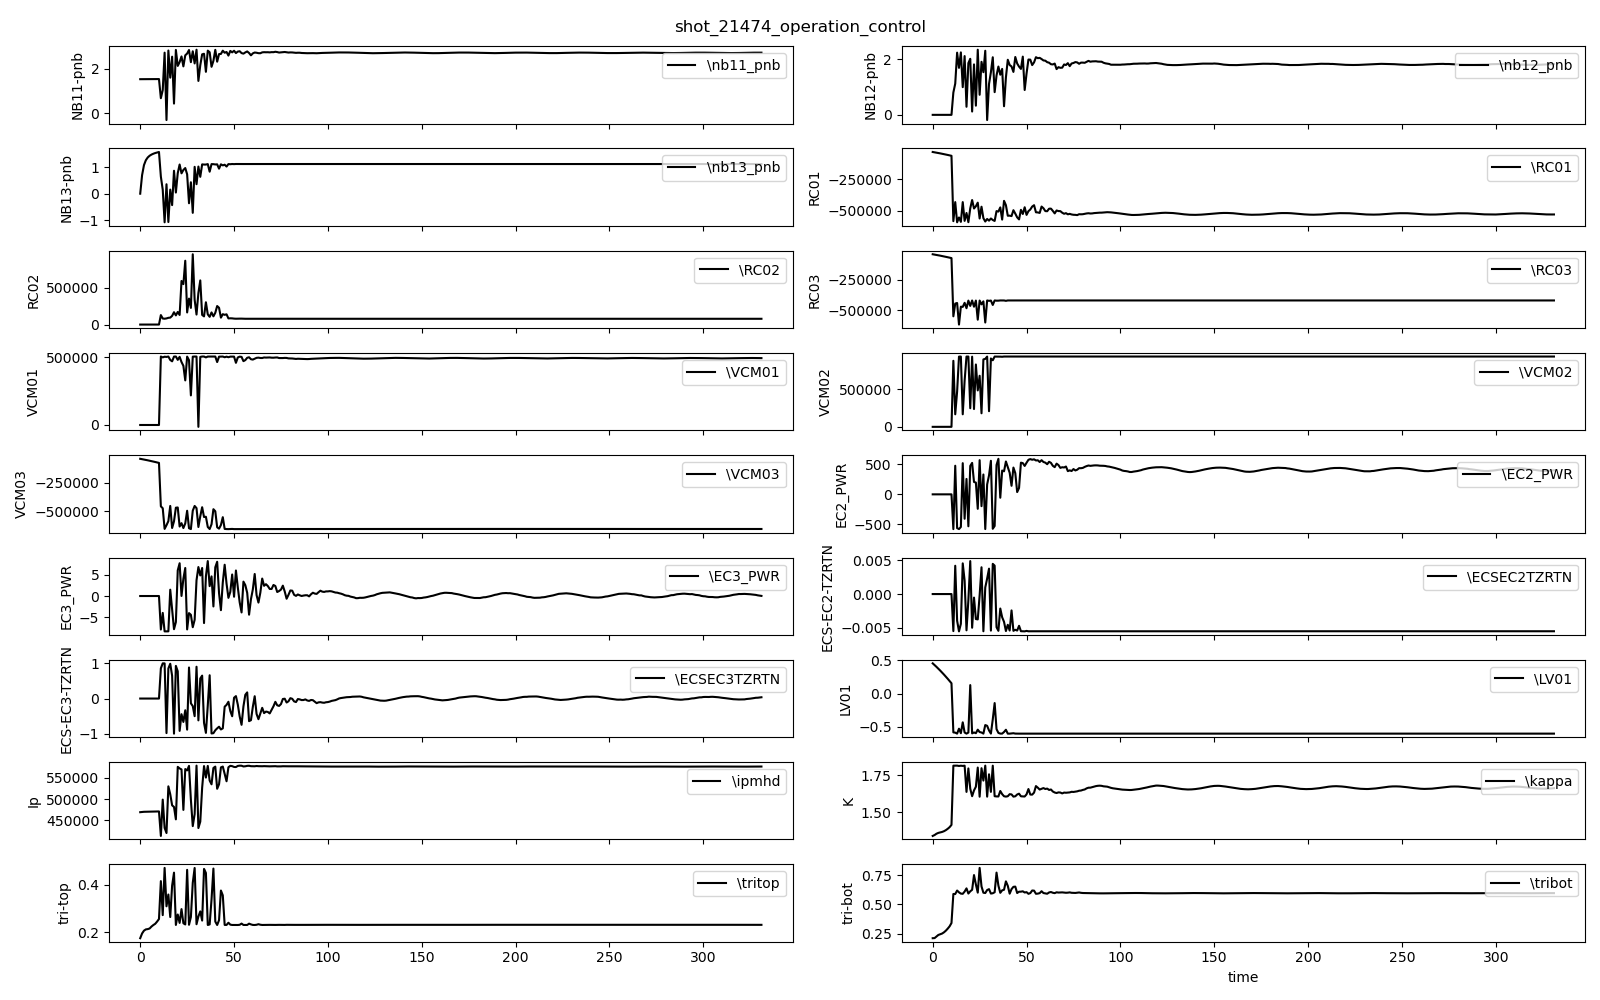 shot_21474_operation_control
NB11-pnb
2
0
\nb11_pnb
NB12-pnb
2
0
\nb12_pnb
NB13-pnb
1
0
−1
\nb13_pnb
RC01
−250000
−500000
\RC01
RC02
500000
0
\RC02
RC03
−250000
−500000
\RC03
VCM01
500000
0
\VCM01
VCM02
500000
0
\VCM02
VCM03
−250000
−500000
\VCM03
EC2_PWR
500
0
−500
\EC2_PWR
EC3_PWR
5
0
−5
\EC3_PWR
ECS-EC2-TZRTN
0.005
0.000
−0.005
\ECSEC2TZRTN
ECS-EC3-TZRTN
1
0
−1
\ECSEC3TZRTN
LV01
0.5
0.0
−0.5
\LV01
Ip
550000
500000
450000
\ipmhd
K
1.75
1.50
\kappa
tri-top
0.4
0.2
\tritop
0 50 100 150 200 250 300
tri-bot
0.75
0.50
0.25
\tribot
0 50 100 150 200 250 300
time